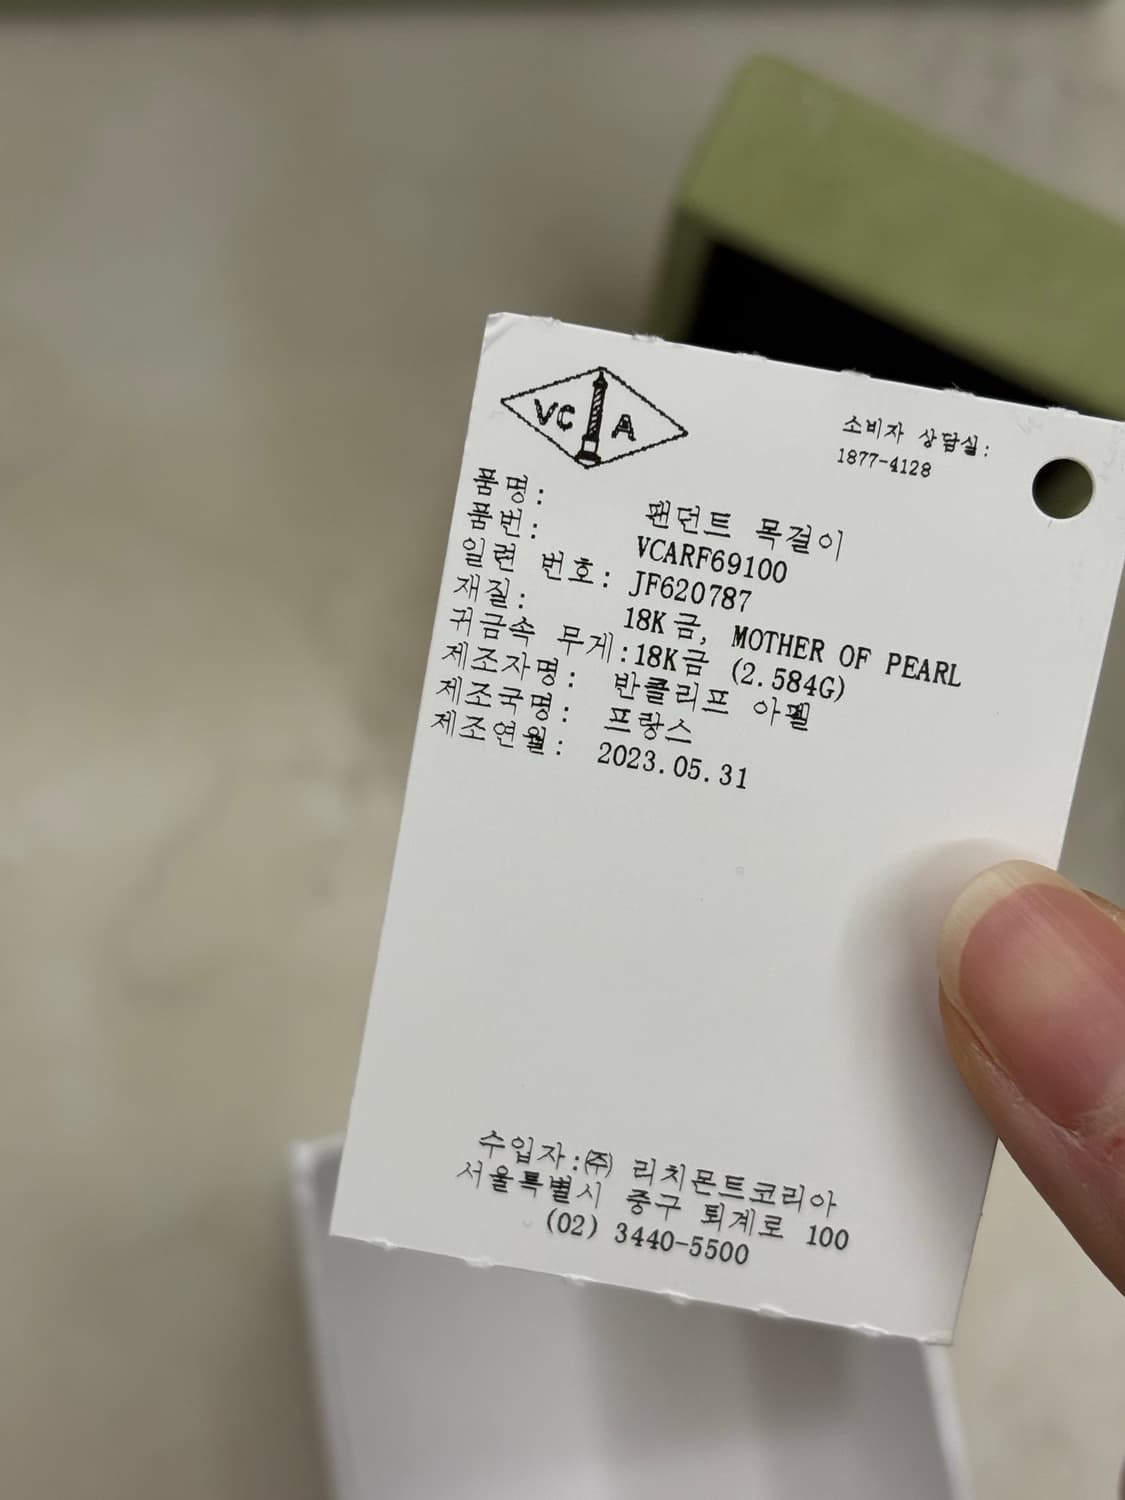 VC A
소비자 상담실:
1877-4128
품명: 팬던트 목걸이
품번: VCARF69100
일련 번호: JF620787
재질: 18K금, MOTHER OF PEARL
귀금속 무게:18K금 (2.584G)
제조자명: 반클리프 아펠
제조국명: 프랑스
제조연월: 2023.05.31
수입자:㈜ 리치몬트코리아
서울특별시 중구 퇴계로 100
(02) 3440-5500